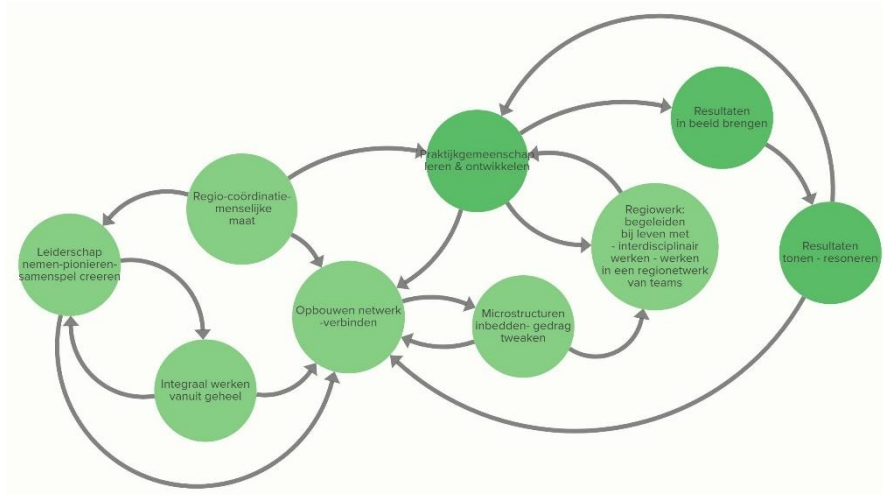 Resultaten
in beeld brengen
Praktijkgemeenschap
leren & ontwikkelen
Regio-coördinatie-
menselijke
maat
Regiowerk:
begeleiden
bij leven met
- interdisciplinair
werken - werken
in een regionetwerk
van teams
Leiderschap
nemen-pionieren-
samenspel creeren
Resultaten
tonen - resoneren
Opbouwen netwerk
-verbinden
Microstructuren
inbedden- gedrag
tweaken
Integraal werken
vanuit geheel